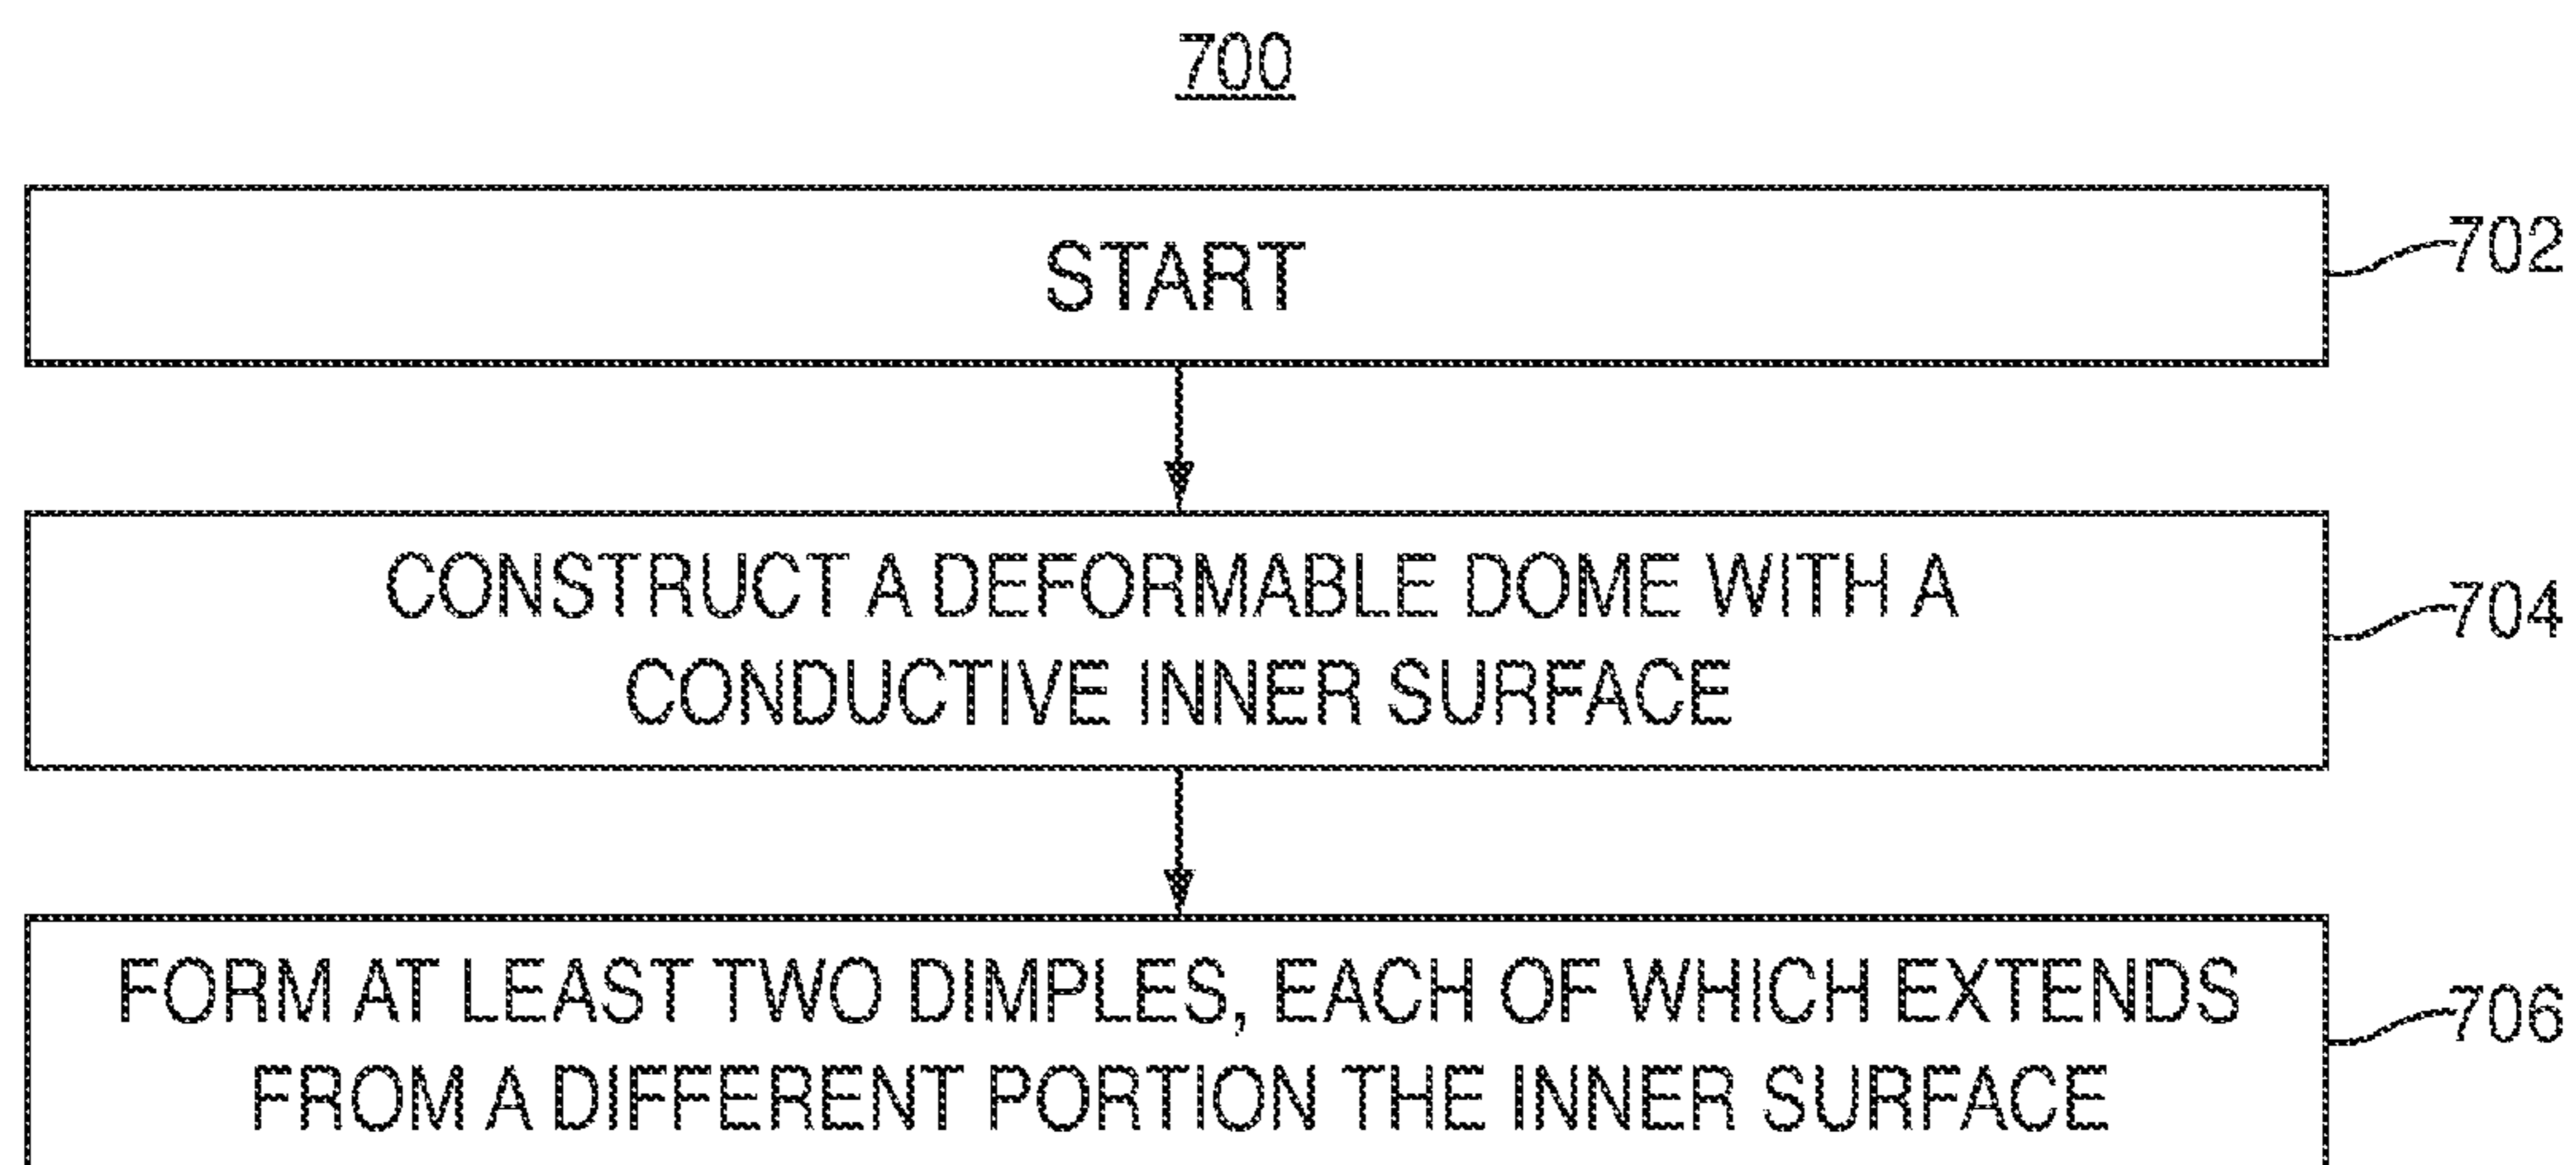 700
START
702
CONSTRUCT A DEFORMABLE DOME WITH A
CONDUCTIVE INNER SURFACE
704
FORM AT LEAST TWO DIMPLES, EACH OF WHICH EXTENDS
FROM A DIFFERENT PORTION THE INNER SURFACE
706